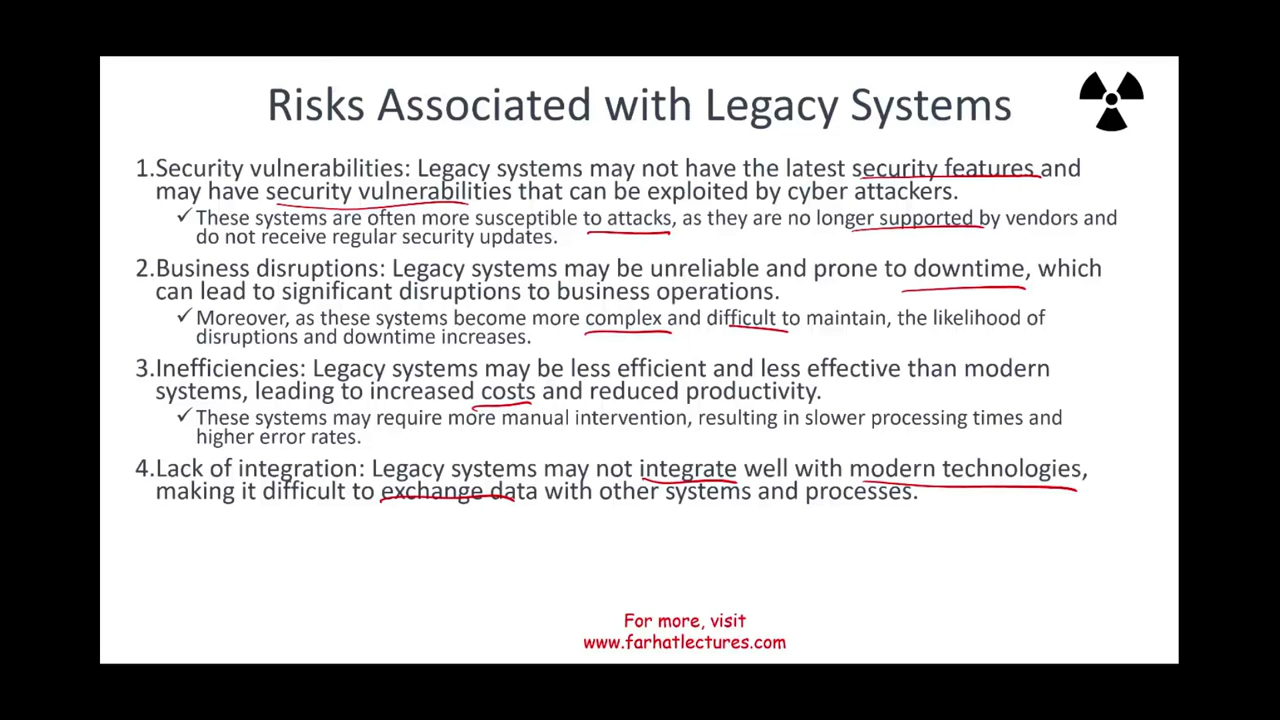 Risks Associated with Legacy Systems
1.Security vulnerabilities: Legacy systems may not have the latest security features and
may have security vulnerabilities that can be exploited by cyber attackers.
✓These systems are often more susceptible to attacks, as they are no longer supported by vendors and
do not receive regular security updates.
2.Business disruptions: Legacy systems may be unreliable and prone to downtime, which
can lead to significant disruptions to business operations.
✓Moreover, as these systems become more complex and difficult to maintain, the likelihood of
disruptions and downtime increases.
3.Inefficiencies: Legacy systems may be less efficient and less effective than modern
systems, leading to increased costs and reduced productivity.
✓These systems may require more manual intervention, resulting in slower processing times and
higher error rates.
4.Lack of integration: Legacy systems may not integrate well with modern technologies,
making it difficult to exchange data with other systems and processes.
For more, visit
www.farhatlectures.com